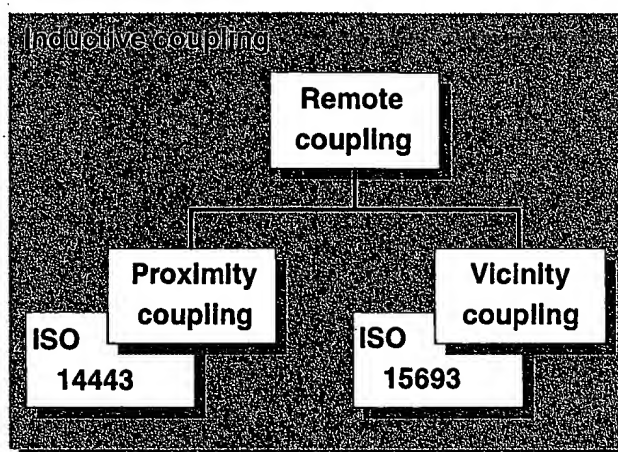 Inductive coupling
Remote
coupling
Proximity
coupling
ISO
14443
Vicinity
coupling
ISO
15693